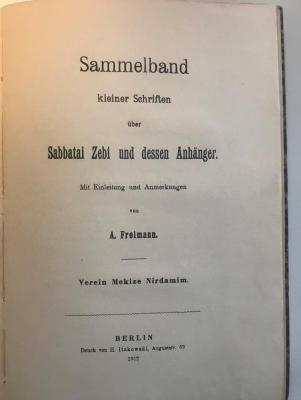 Sammelband
kleiner Schriften
über
Sabbatai Zebi und dessen Anhänger.
Mit Einleitung und Anmerkungen
von
A. Freimann.
Verein Mekize Nirdamim.
BERLIN
Druck von H. Itzkowski, Auguststr. 69
1912